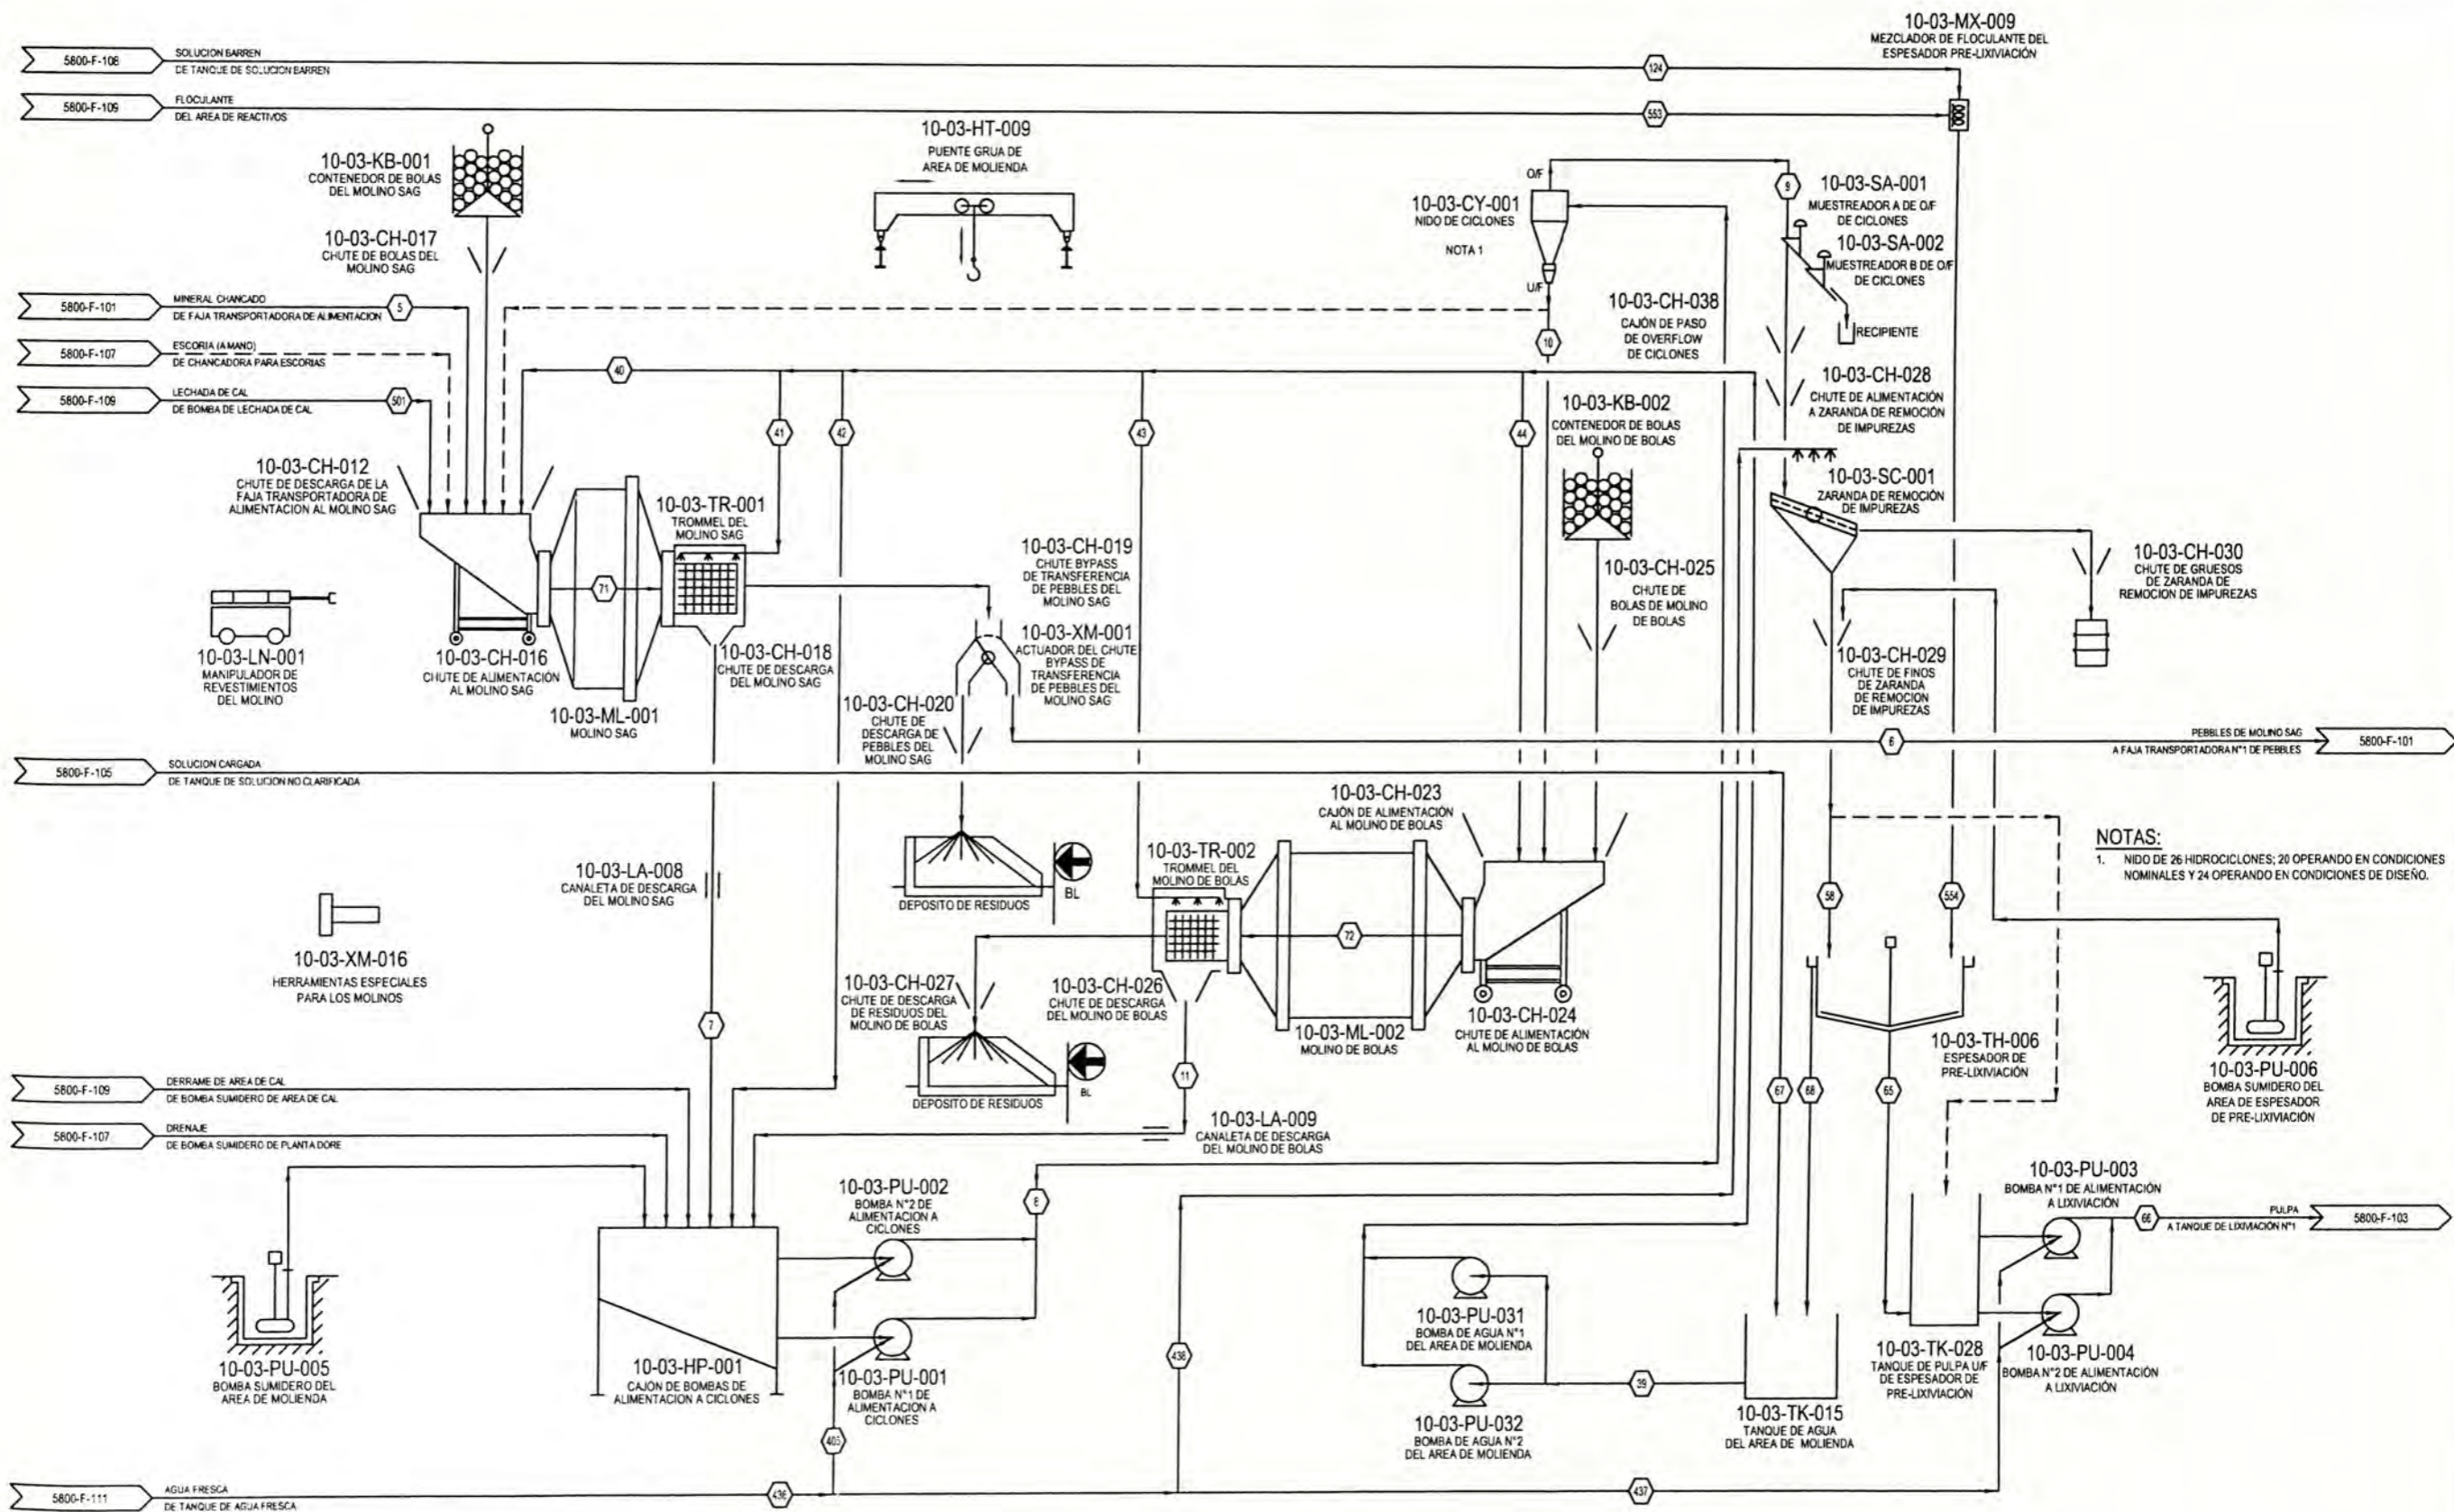 10-03-MX-009
MEZCLADOR DE FLOCULANTE DEL
ESPESADOR PRE-LIXIVIACIÓN
5800-F-108
SOLUCION BARREN
DE TANQUE DE SOLUCION BARREN
124
5800-F-109
FLOCULANTE
DEL AREA DE REACTIVOS
553
10-03-KB-001
CONTENEDOR DE BOLAS
DEL MOLINO SAG
10-03-HT-009
PUENTE GRUA DE
AREA DE MOLIENDA
O/F
9
10-03-SA-001
MUESTREADOR A DE O/F
DE CICLONES
10-03-CY-001
NIDO DE CICLONES
NOTA 1
U/F
10-03-SA-002
MUESTREADOR B DE O/F
DE CICLONES
RECIPIENTE
10-03-CH-017
CHUTE DE BOLAS DEL
MOLINO SAG
10-03-CH-038
CAJÓN DE PASO
DE OVERFLOW
DE CICLONES
5800-F-101
MINERAL CHANCADO
DE FAJA TRANSPORTADORA DE ALIMENTACION
5
5800-F-107
ESCORIA (A MANO)
DE CHANCADORA PARA ESCORIAS
10
40
5800-F-109
LECHADA DE CAL
DE BOMBA DE LECHADA DE CAL
501
10-03-CH-028
CHUTE DE ALIMENTACIÓN
A ZARANDA DE REMOCIÓN
DE IMPUREZAS
10-03-KB-002
CONTENEDOR DE BOLAS
DEL MOLINO DE BOLAS
41
42
43
44
10-03-CH-012
CHUTE DE DESCARGA DE LA
FAJA TRANSPORTADORA DE
ALIMENTACION AL MOLINO SAG
10-03-TR-001
TROMMEL DEL
MOLINO SAG
10-03-SC-001
ZARANDA DE REMOCIÓN
DE IMPUREZAS
10-03-CH-019
CHUTE BYPASS
DE TRANSFERENCIA
DE PEBBLES DEL
MOLINO SAG
10-03-CH-025
CHUTE DE
BOLAS DE MOLINO
DE BOLAS
10-03-CH-030
CHUTE DE GRUESOS
DE ZARANDA DE
REMOCION DE IMPUREZAS
71
10-03-LN-001
MANIPULADOR DE
REVESTIMIENTOS
DEL MOLINO
10-03-CH-016
CHUTE DE ALIMENTACIÓN
AL MOLINO SAG
10-03-CH-018
CHUTE DE DESCARGA
DEL MOLINO SAG
10-03-XM-001
ACTUADOR DEL CHUTE
BYPASS DE
TRANSFERENCIA
DE PEBBLES DEL
MOLINO SAG
10-03-CH-029
CHUTE DE FINOS
DE ZARANDA
DE REMOCION
DE IMPUREZAS
10-03-ML-001
MOLINO SAG
10-03-CH-020
CHUTE DE
DESCARGA DE
PEBBLES DEL
MOLINO SAG
6
PEBBLES DE MOLINO SAG
A FAJA TRANSPORTADORA N°1 DE PEBBLES
5800-F-101
5800-F-105
SOLUCION CARGADA
DE TANQUE DE SOLUCION NO CLARIFICADA
10-03-CH-023
CAJÓN DE ALIMENTACIÓN
AL MOLINO DE BOLAS
NOTAS:
1. NIDO DE 26 HIDROCICLONES; 20 OPERANDO EN CONDICIONES
NOMINALES Y 24 OPERANDO EN CONDICIONES DE DISEÑO.
10-03-LA-008
CANALETA DE DESCARGA
DEL MOLINO SAG
BL
DEPOSITO DE RESIDUOS
10-03-TR-002
TROMMEL DEL
MOLINO DE BOLAS
58
554
72
10-03-XM-016
HERRAMIENTAS ESPECIALES
PARA LOS MOLINOS
10-03-CH-027
CHUTE DE DESCARGA
DE RESIDUOS DEL
MOLINO DE BOLAS
10-03-CH-026
CHUTE DE DESCARGA
DEL MOLINO DE BOLAS
10-03-ML-002
MOLINO DE BOLAS
10-03-CH-024
CHUTE DE ALIMENTACIÓN
AL MOLINO DE BOLAS
7
10-03-TH-006
ESPESADOR DE
PRE-LIXIVIACIÓN
10-03-PU-006
BOMBA SUMIDERO DEL
AREA DE ESPESADOR
DE PRE-LIXIVIACIÓN
11
67
68
65
5800-F-109
DERRAME DE AREA DE CAL
DE BOMBA SUMIDERO DE AREA DE CAL
BL
DEPOSITO DE RESIDUOS
5800-F-107
DRENAJE
DE BOMBA SUMIDERO DE PLANTA DORE
10-03-LA-009
CANALETA DE DESCARGA
DEL MOLINO DE BOLAS
10-03-PU-002
BOMBA N°2 DE
ALIMENTACION A
CICLONES
8
10-03-PU-003
BOMBA N°1 DE ALIMENTACIÓN
A LIXIVIACIÓN
66
PULPA
A TANQUE DE LIXIVIACIÓN N°1
5800-F-103
10-03-PU-005
BOMBA SUMIDERO DEL
AREA DE MOLIENDA
10-03-HP-001
CAJÓN DE BOMBAS DE
ALIMENTACION A CICLONES
10-03-PU-001
BOMBA N°1 DE
ALIMENTACIÓN A
CICLONES
438
10-03-PU-031
BOMBA DE AGUA N°1
DEL AREA DE MOLIENDA
39
10-03-PU-032
BOMBA DE AGUA N°2
DEL AREA DE MOLIENDA
10-03-TK-015
TANQUE DE AGUA
DEL AREA DE MOLIENDA
10-03-TK-028
TANQUE DE PULPA U/F
DE ESPESADOR DE
PRE-LIXIVIACIÓN
10-03-PU-004
BOMBA N°2 DE ALIMENTACIÓN
A LIXIVIACIÓN
405
5800-F-111
AGUA FRESCA
DE TANQUE DE AGUA FRESCA
436
437